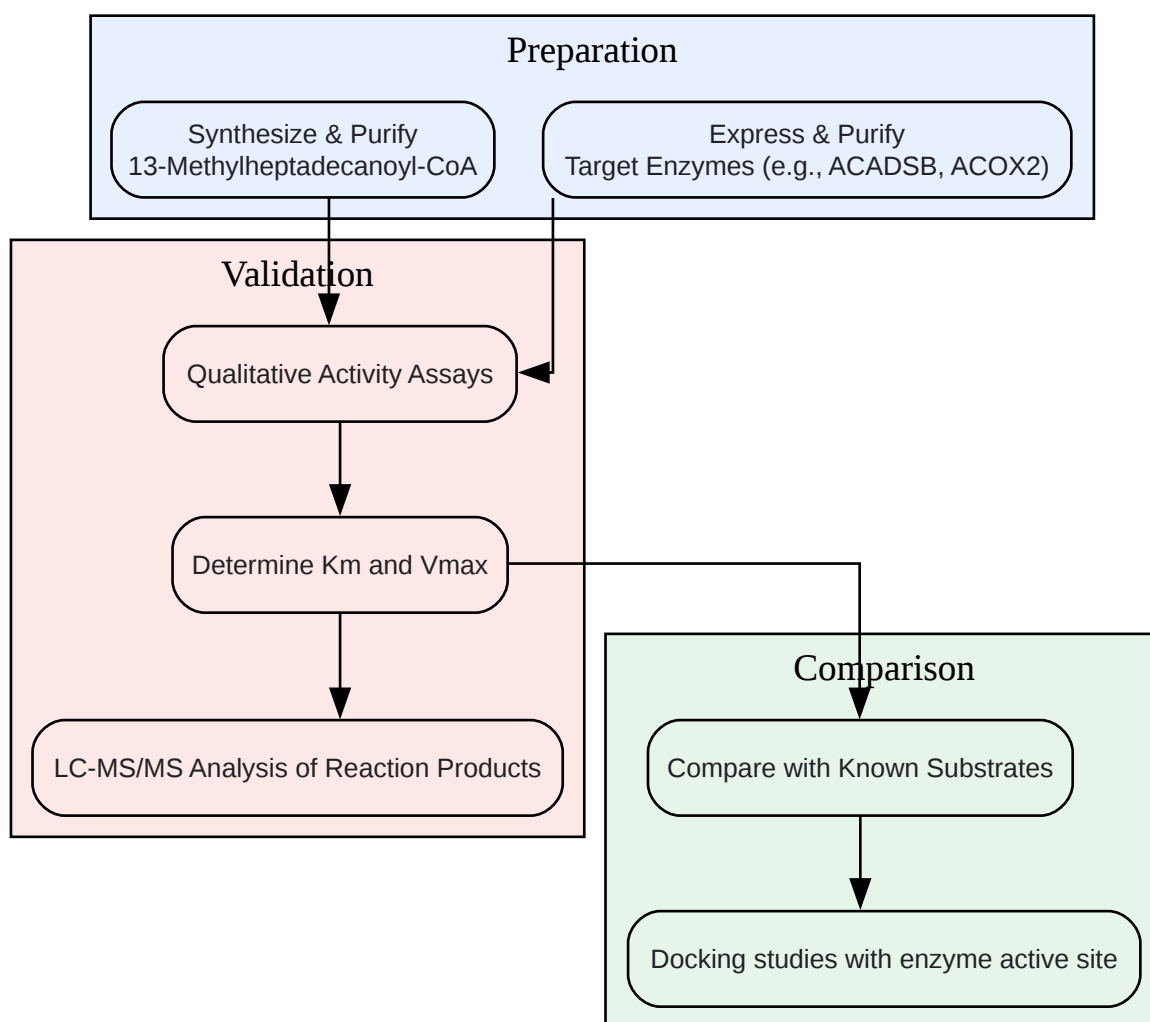 Preparation
Synthesize & Purify
13-Methylheptadecanoyl-CoA
Express & Purify
Target Enzymes (e.g., ACADSB, ACOX2)
Validation
Qualitative Activity Assays
Determine Km and Vmax
LC-MS/MS Analysis of Reaction Products
Comparison
Compare with Known Substrates
Docking studies with enzyme active site